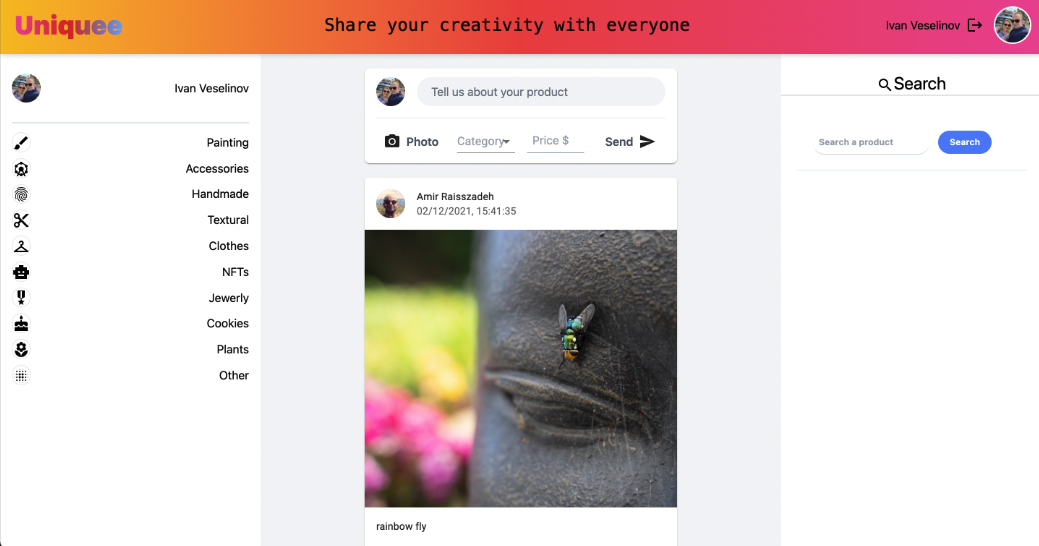 Uniquee
Share your creativity with everyone
Ivan Veselinov
Ivan Veselinov
Painting
Accessories
Handmade
Textural
Clothes
NFTs
Jewerly
Cookies
Plants
Other
Tell us about your product
Photo
Category
Price $
Send
Amir Raisszadeh
02/12/2021, 15:41:35
rainbow fly
Search
Search a product
Search